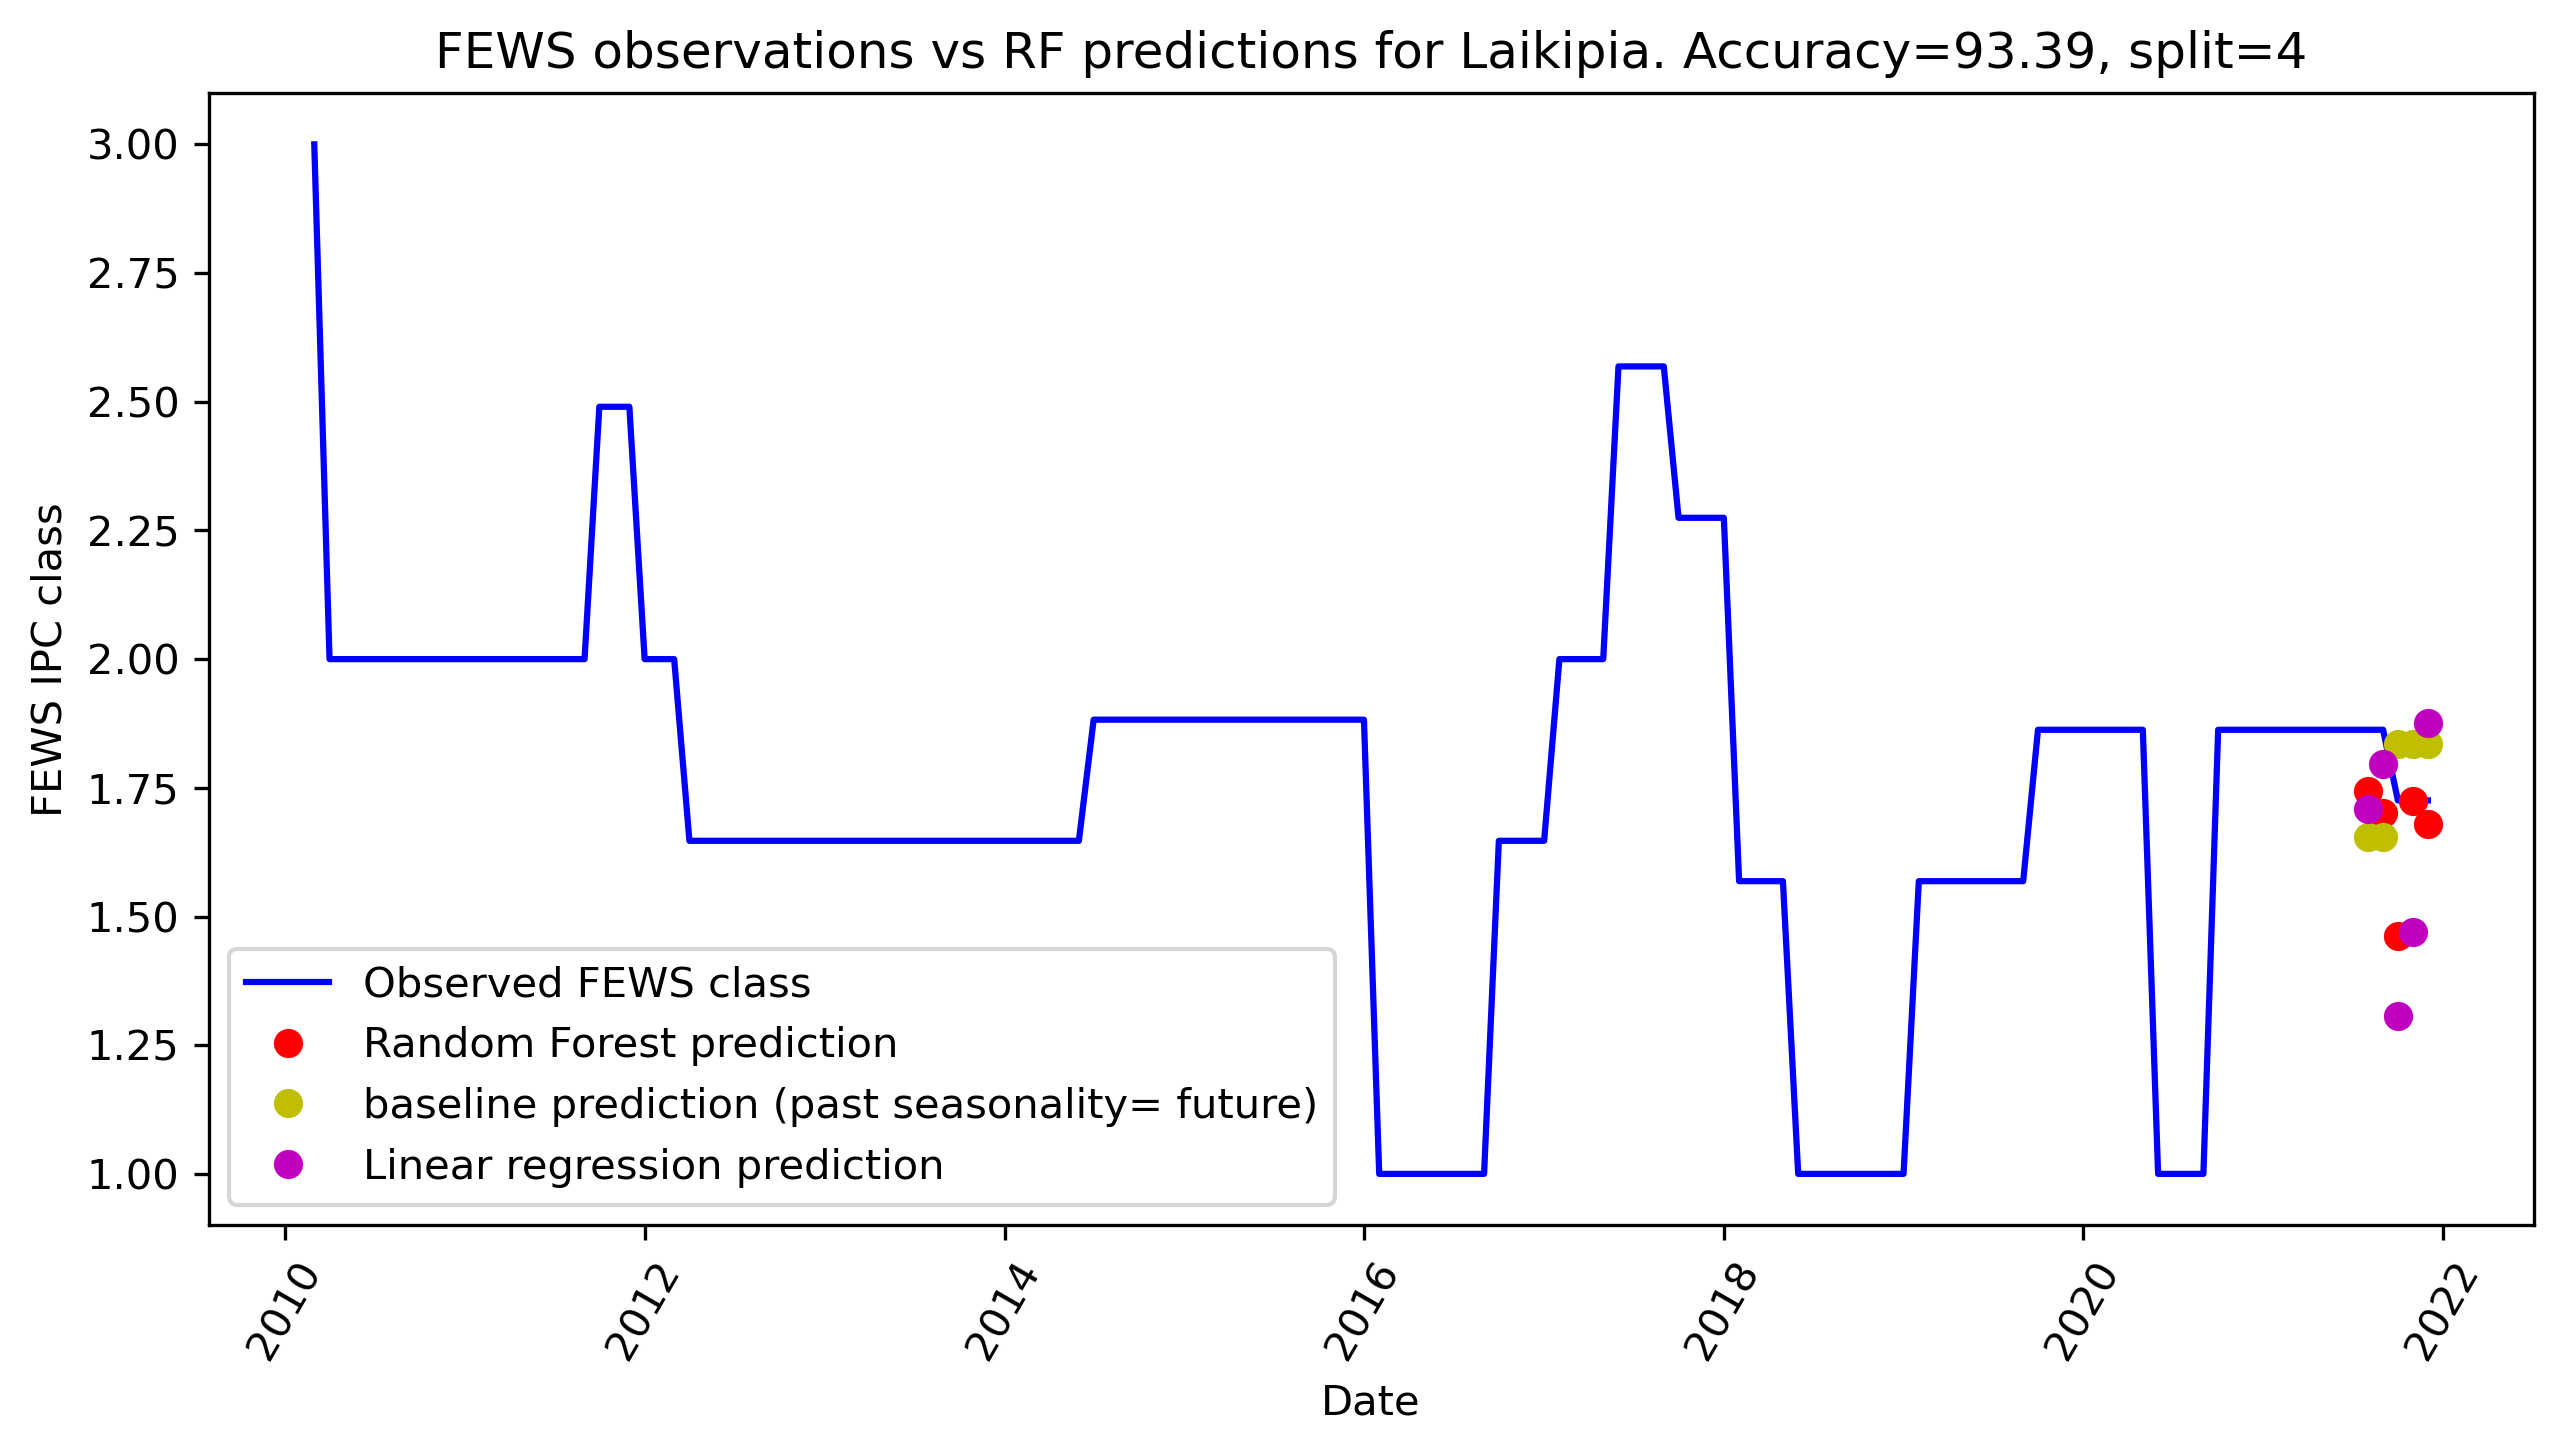 FEWS observations vs RF predictions for Laikipia. Accuracy=93.39, split=4
FEWS IPC class
3.00
2.75
2.50
2.25
2.00
1.75
1.50
1.25
1.00
Observed FEWS class
Random Forest prediction
baseline prediction (past seasonality= future)
Linear regression prediction
2010
2012
2014
2016
2018
2020
2022
Date